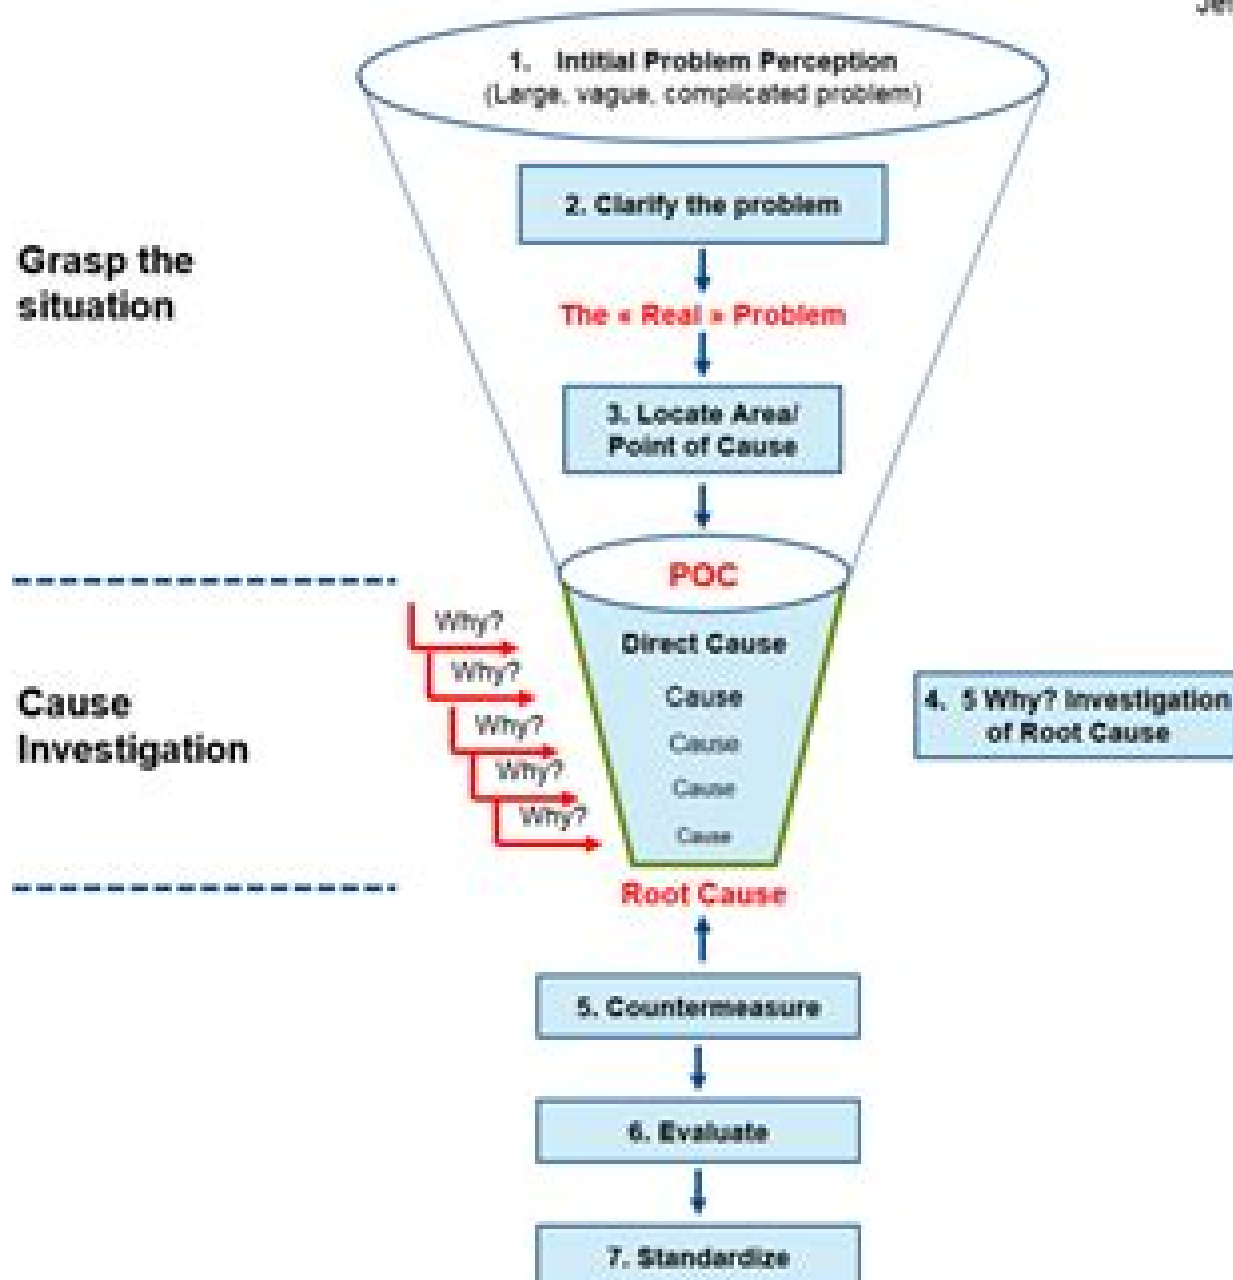 1. Intitial Problem Perception
(Large, vague, complicated problem)
2. Clarify the problem
Grasp the
situation
The « Real » Problem
3. Locate Area/
Point of Cause
POC
Why?
Direct Cause
Why?
Cause
Why?
Cause
Why?
Cause
Why?
Cause
Cause
Investigation
4. 5 Why? Investigation
of Root Cause
Root Cause
5. Countermeasure
6. Evaluate
7. Standardize